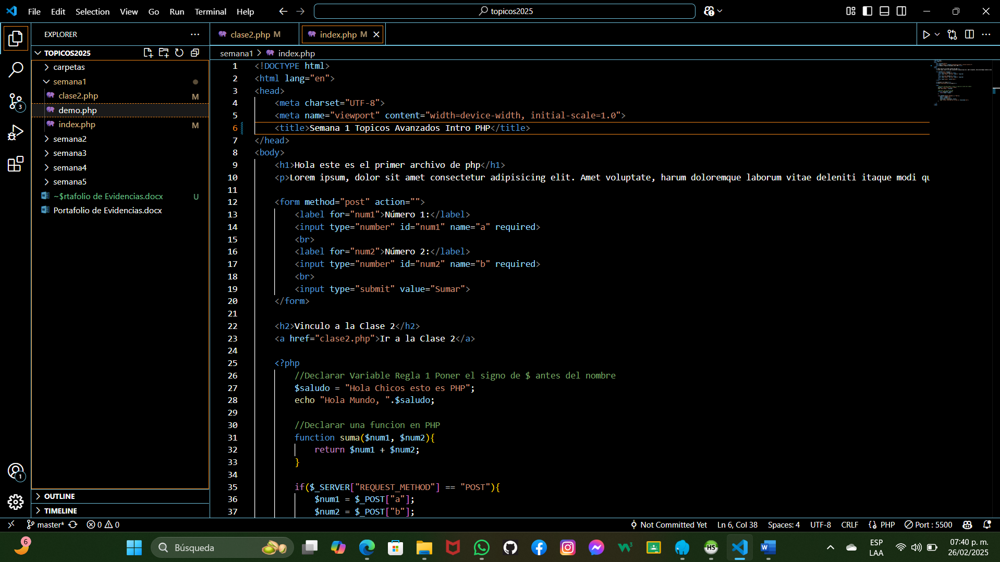 File Edit Selection View Go Run Terminal Help
topicos2025
EXPLORER
TOPICOS2025
carpetas
semana1
clase2.php M
demo.php
index.php M
semana2
semana3
semana4
semana5
~$rtafolio de Evidencias.docx U
Portafolio de Evidencias.docx
OUTLINE
TIMELINE
3
1
clase2.php M
index.php M
semana1 > index.php
1 <!DOCTYPE html>
2 <html lang="en">
3 <head>
4 <meta charset="UTF-8">
5 <meta name="viewport" content="width=device-width, initial-scale=1.0">
6 <title>Semana 1 Topicos Avanzados Intro PHP</title>
7 </head>
8 <body>
9 <h1>Hola este es el primer archivo de php</h1>
10 <p>Lorem ipsum, dolor sit amet consectetur adipisicing elit. Amet voluptate, harum doloremque laborum vitae deleniti itaque modi qu
11
12 <form method="post" action="">
13 <label for="num1">Número 1:</label>
14 <input type="number" id="num1" name="a" required>
15 <br>
16 <label for="num2">Número 2:</label>
17 <input type="number" id="num2" name="b" required>
18 <br>
19 <input type="submit" value="Sumar">
20 </form>
21
22 <h2>Vinculo a la Clase 2</h2>
23 <a href="clase2.php">Ir a la Clase 2</a>
24
25 <?php
26 //Declarar Variable Regla 1 Poner el signo de $ antes del nombre
27 $saludo = "Hola Chicos esto es PHP";
28 echo "Hola Mundo, ".$saludo;
29
30 //Declarar una funcion en PHP
31 function suma($num1, $num2){
32 return $num1 + $num2;
33 }
34
35 if($_SERVER["REQUEST_METHOD"] == "POST"){
36 $num1 = $_POST["a"];
37 $num2 = $_POST["b"];
master* 0 0 Not Committed Yet Ln 6, Col 38 Spaces: 4 UTF-8 CRLF PHP Port : 5500
6
Búsqueda
W3
HS
W
ESP
LAA
07:40 p. m.
26/02/2025